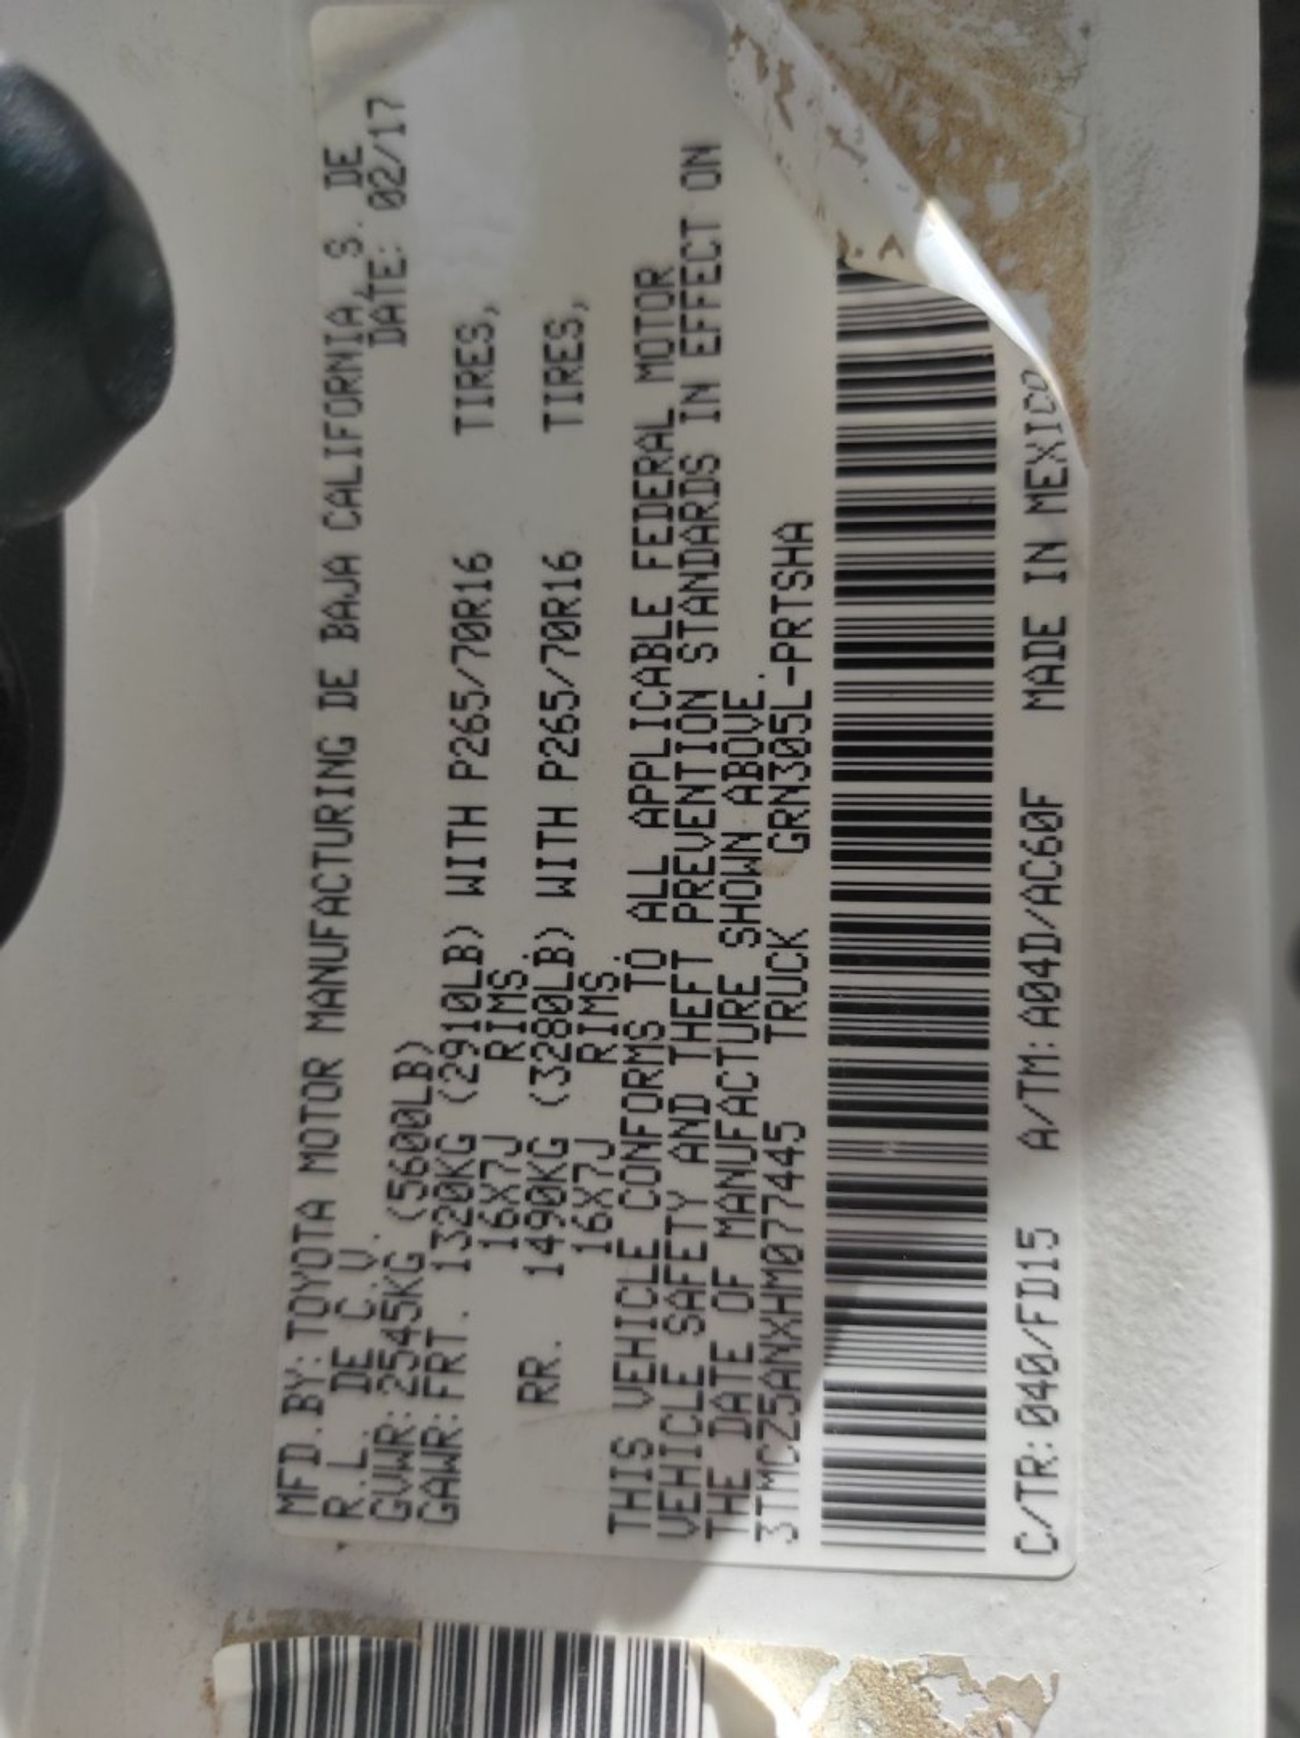 MFD.BY:TOYOTA MOTOR MANUFACTURING DE BAJA CALIFORNIA, S. DE
R.L. DE C.V. DATE: 02/17
GVWR:2545KG (5600LB)
GAWR:FRT. 1320KG (2910LB) WITH P265/70R16 TIRES,
16X7J RIMS.
RR. 1490KG (3280LB) WITH P265/70R16 TIRES,
16X7J RIMS.
THIS VEHICLE CONFORMS TO ALL APPLICABLE FEDERAL MOTOR
VEHICLE SAFETY AND THEFT PREVENTION STANDARDS IN EFFECT ON
THE DATE OF MANUFACTURE SHOWN ABOVE.
3TMCZ5ANXHM077445 TRUCK GRN305L-PRTSHA
C/TR:040/FD15 A/TM:A04D/AC60F MADE IN MEXICO